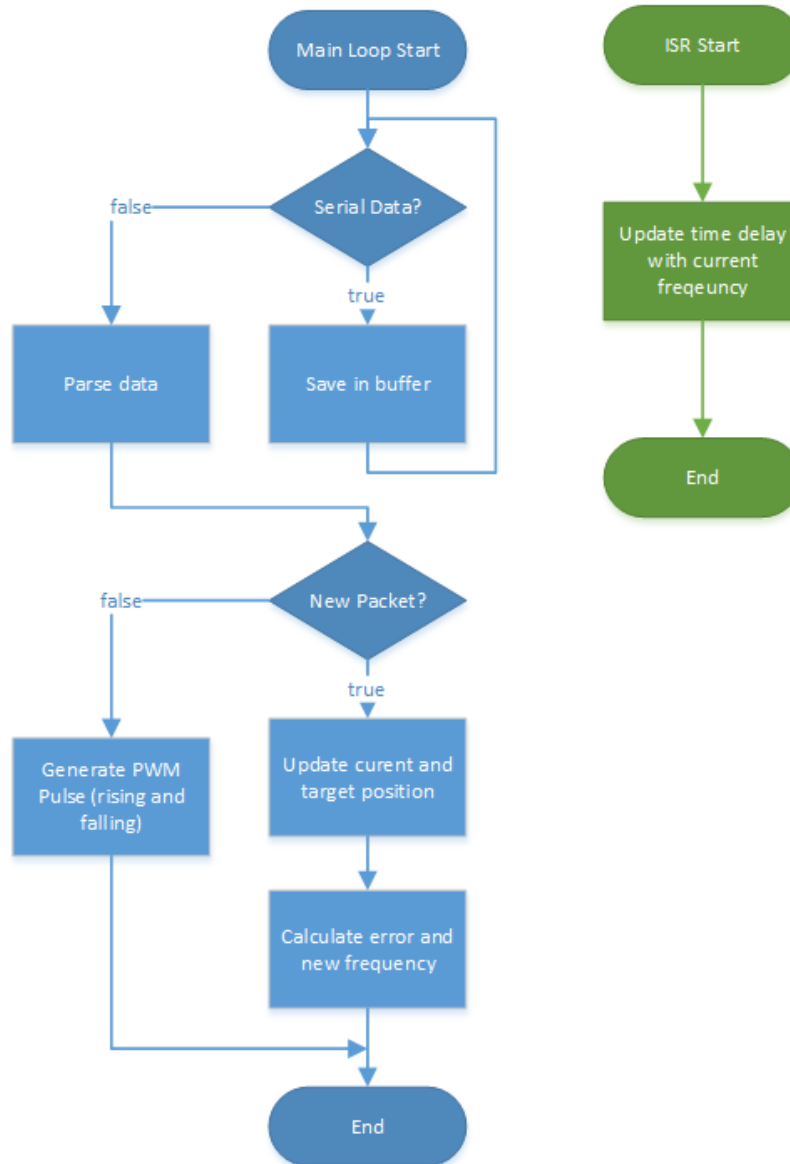 Main Loop Start
Serial Data?
false
true
Parse data
Save in buffer
New Packet?
false
true
Generate PWM
Pulse (rising and
falling)
Update curent and
target position
Calculate error and
new frequency
End
ISR Start
Update time delay
with current
freqeuncy
End